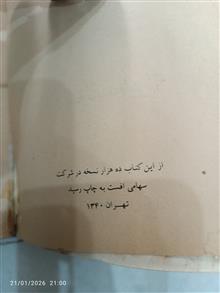 از این کتاب ده هزار نسخه در شرکت
سهامی افست به چاپ رسید
تهران ۱۳۴۰
21/01/2026 21:00